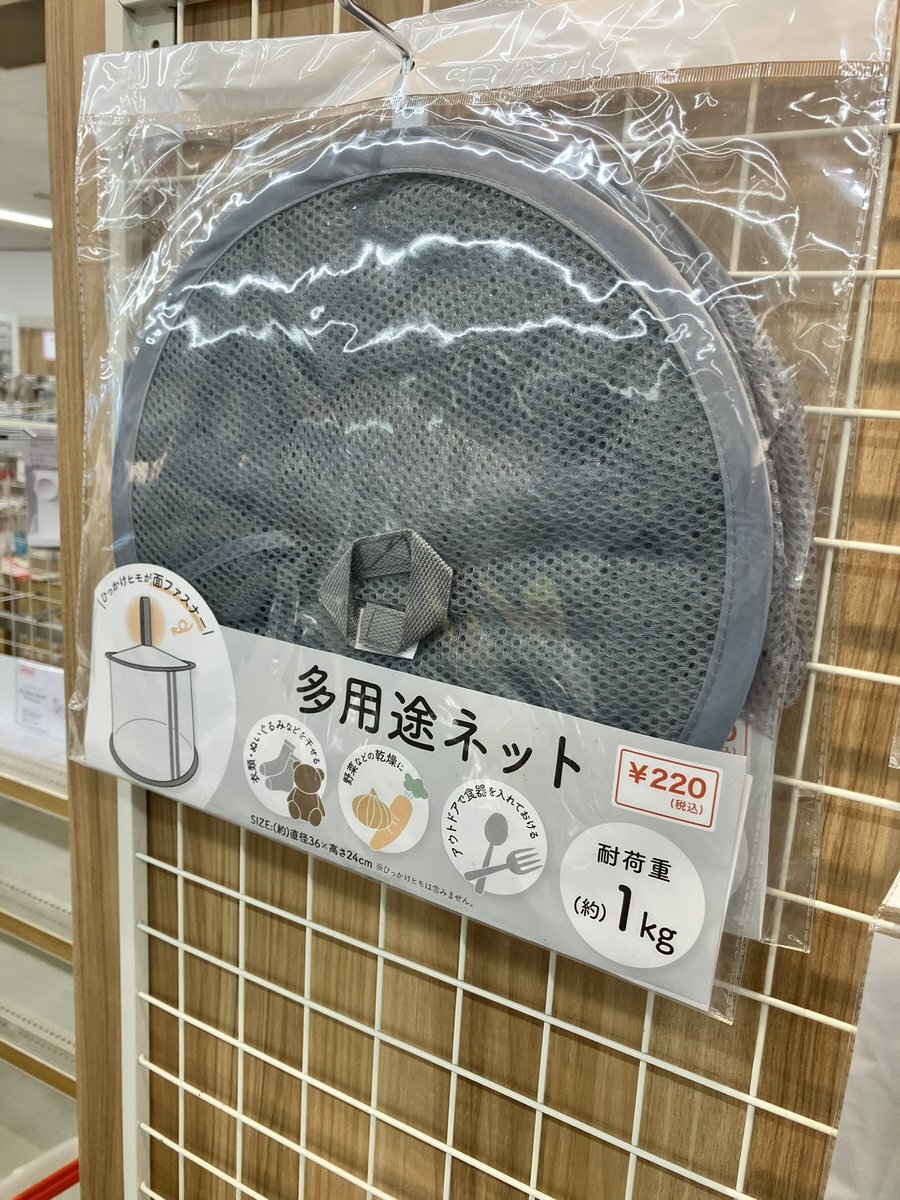 \ひっかけヒモが面ファスナー/
多用途ネット
衣類・ぬいぐるみなどを干せる
野菜などの乾燥に
アウトドアで食器を入れておける
¥220
(税込)
SIZE:(約)直径36×高さ24cm ※ひっかけヒモは含みません。
耐荷重
(約)1kg